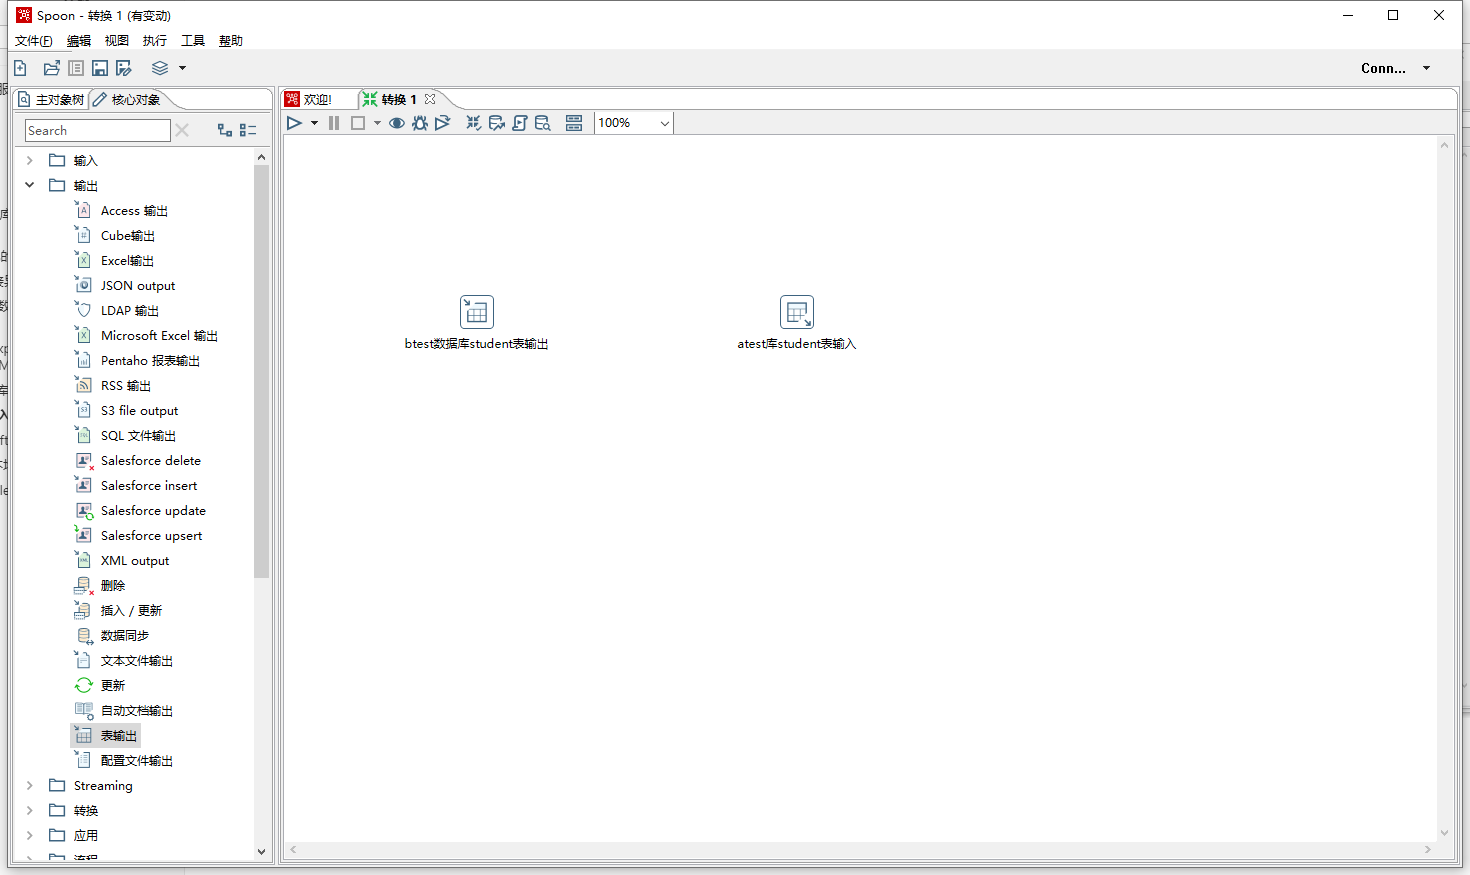 Spoon - 转换 1 (有变动)
文件(F) 编辑 视图 执行 工具 帮助
Conn...
主对象树 核心对象
欢迎! 转换 1
Search
100%
输入
输出
Access 输出
Cube输出
Excel输出
JSON output
LDAP 输出
Microsoft Excel 输出
Pentaho 报表输出
RSS 输出
S3 file output
SQL 文件输出
Salesforce delete
Salesforce insert
Salesforce update
Salesforce upsert
XML output
删除
插入 / 更新
数据同步
文本文件输出
更新
自动文档输出
表输出
配置文件输出
Streaming
转换
应用
流程
btest数据库student表输出
atest库student表输入